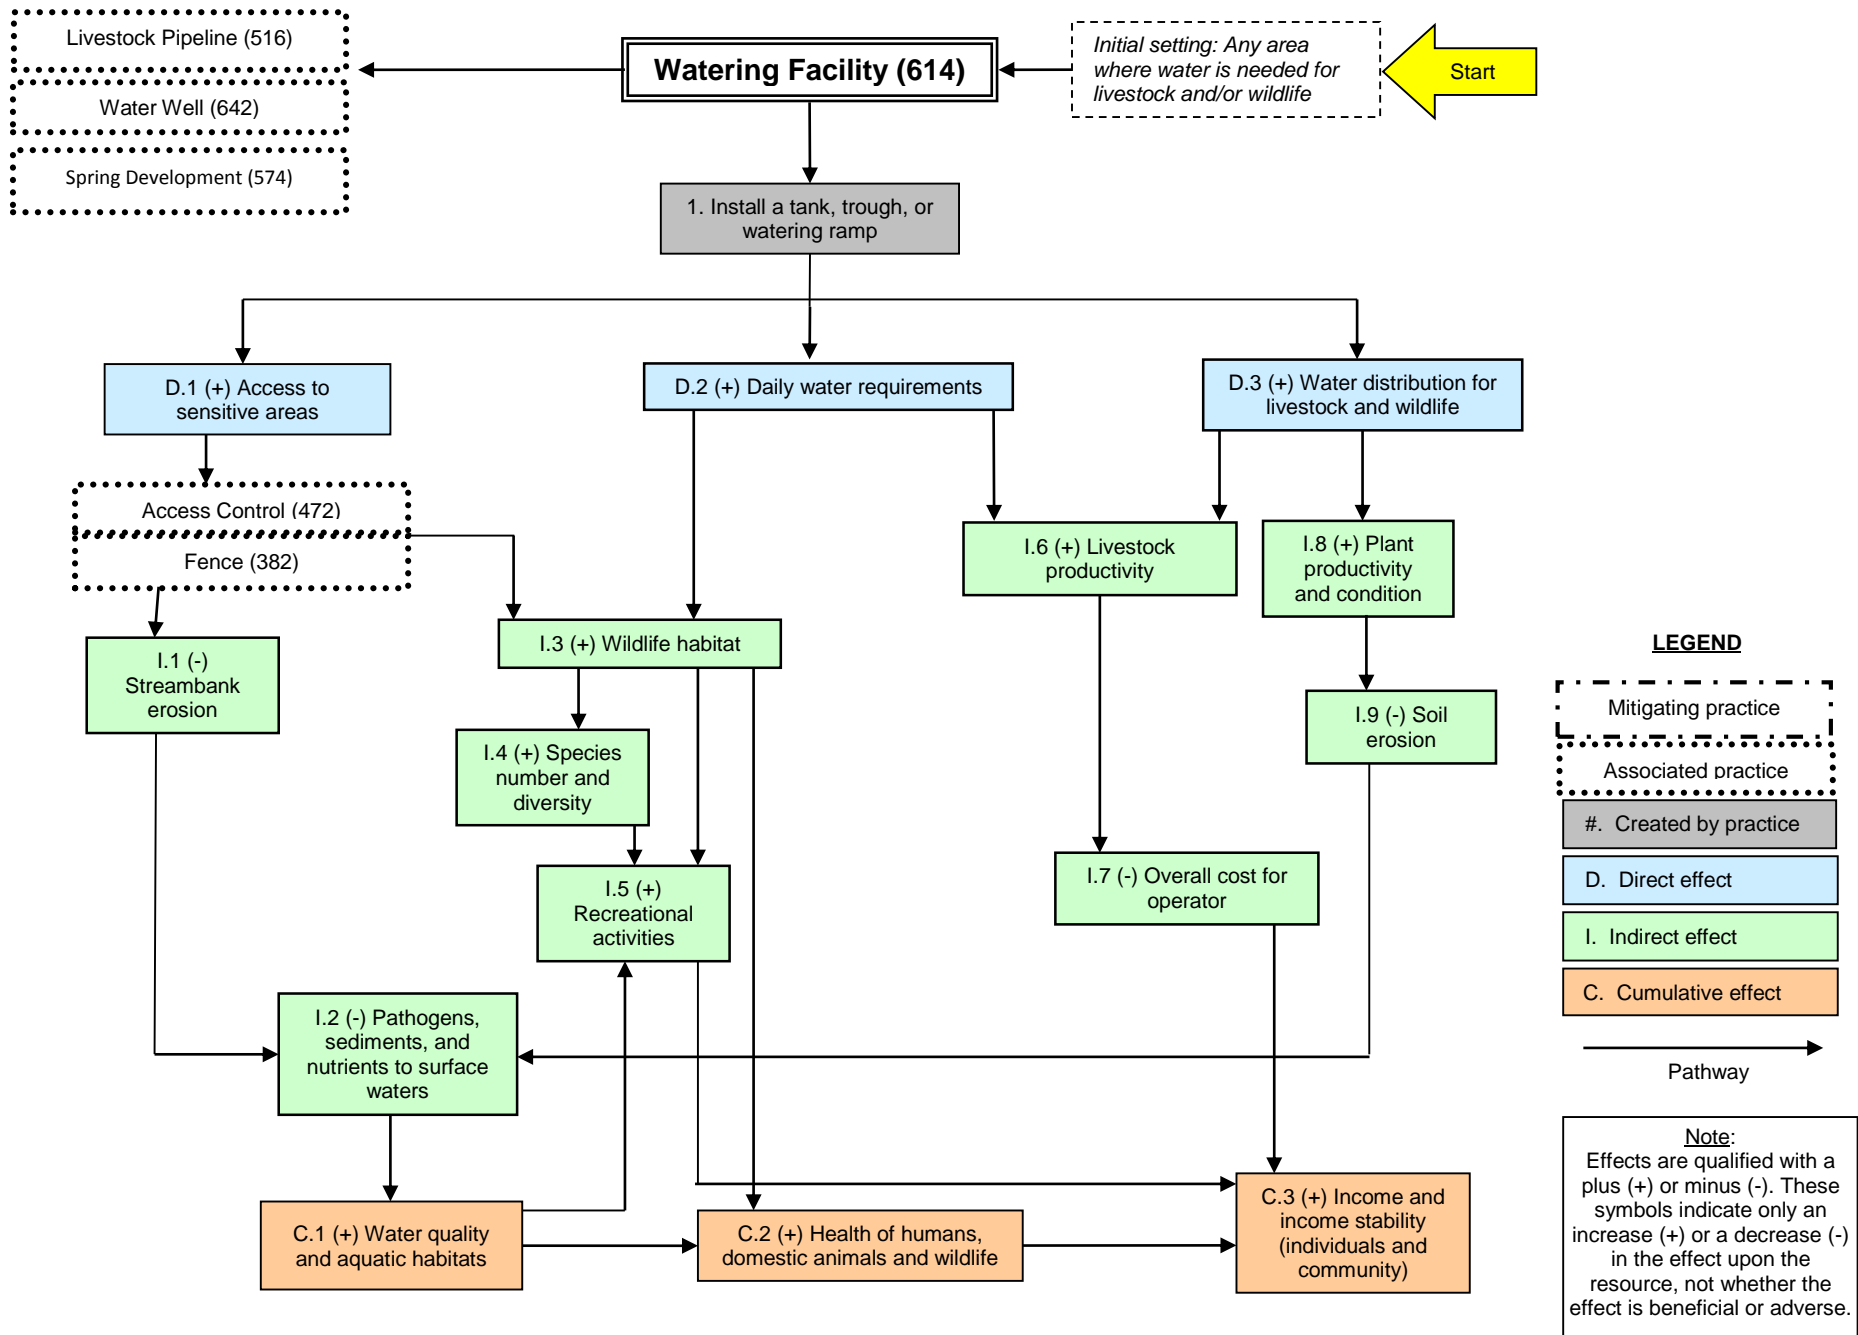 Livestock Pipeline (516)
Water Well (642)
Spring Development (574)
Watering Facility (614)
Initial setting: Any area
where water is needed for
livestock and/or wildlife
Start
1. Install a tank, trough, or
watering ramp
D.1 (+) Access to
sensitive areas
D.2 (+) Daily water requirements
D.3 (+) Water distribution for
livestock and wildlife
Access Control (472)
Fence (382)
I.6 (+) Livestock
productivity
I.8 (+) Plant
productivity
and condition
I.1 (-)
Streambank
erosion
I.3 (+) Wildlife habitat
I.4 (+) Species
number and
diversity
I.9 (-) Soil
erosion
I.5 (+)
Recreational
activities
I.7 (-) Overall cost for
operator
I.2 (-) Pathogens,
sediments, and
nutrients to surface
waters
C.1 (+) Water quality
and aquatic habitats
C.2 (+) Health of humans,
domestic animals and wildlife
C.3 (+) Income and
income stability
(individuals and
community)
LEGEND
Mitigating practice
Associated practice
#. Created by practice
D. Direct effect
I. Indirect effect
C. Cumulative effect
Pathway
Note:
Effects are qualified with a
plus (+) or minus (-). These
symbols indicate only an
increase (+) or a decrease (-)
in the effect upon the
resource, not whether the
effect is beneficial or adverse.